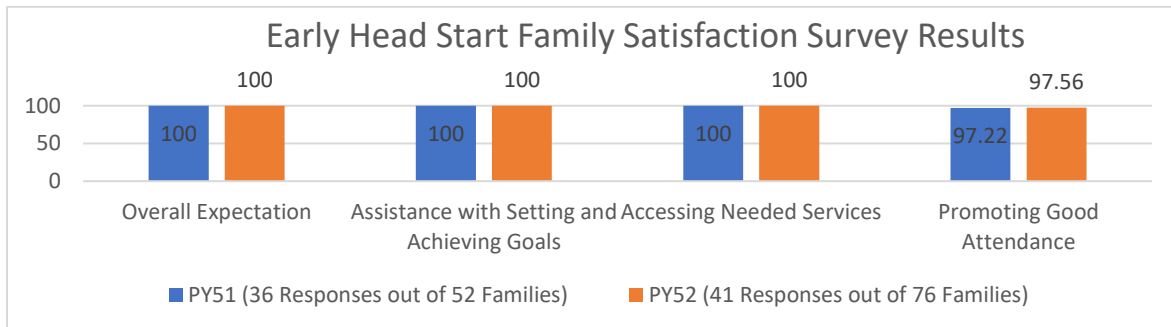 Early Head Start Family Satisfaction Survey Results
100 100 100 97.56
100
50
0
100 100 100 97.22
Overall Expectation Assistance with Setting and Accessing Needed Services Promoting Good
Achieving Goals Attendance
PY51 (36 Responses out of 52 Families) PY52 (41 Responses out of 76 Families)